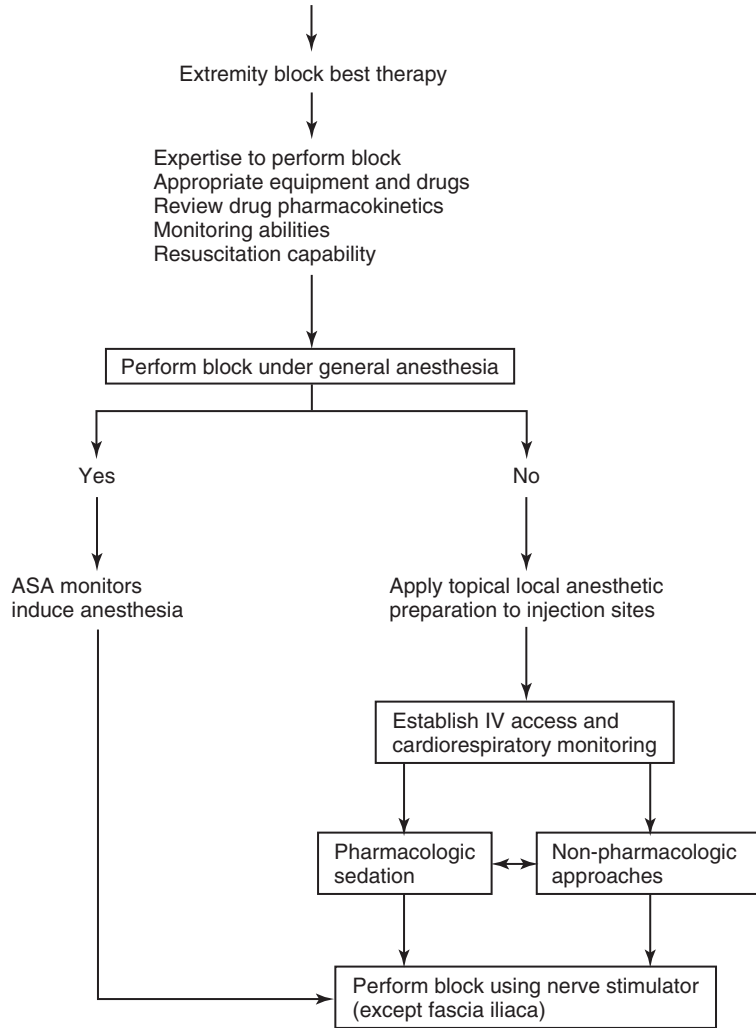 Extremity block best therapy
Expertise to perform block
Appropriate equipment and drugs
Review drug pharmacokinetics
Monitoring abilities
Resuscitation capability
Perform block under general anesthesia
Yes
No
ASA monitors
induce anesthesia
Apply topical local anesthetic
preparation to injection sites
Establish IV access and
cardiorespiratory monitoring
Pharmacologic
sedation
Non-pharmacologic
approaches
Perform block using nerve stimulator
(except fascia iliaca)